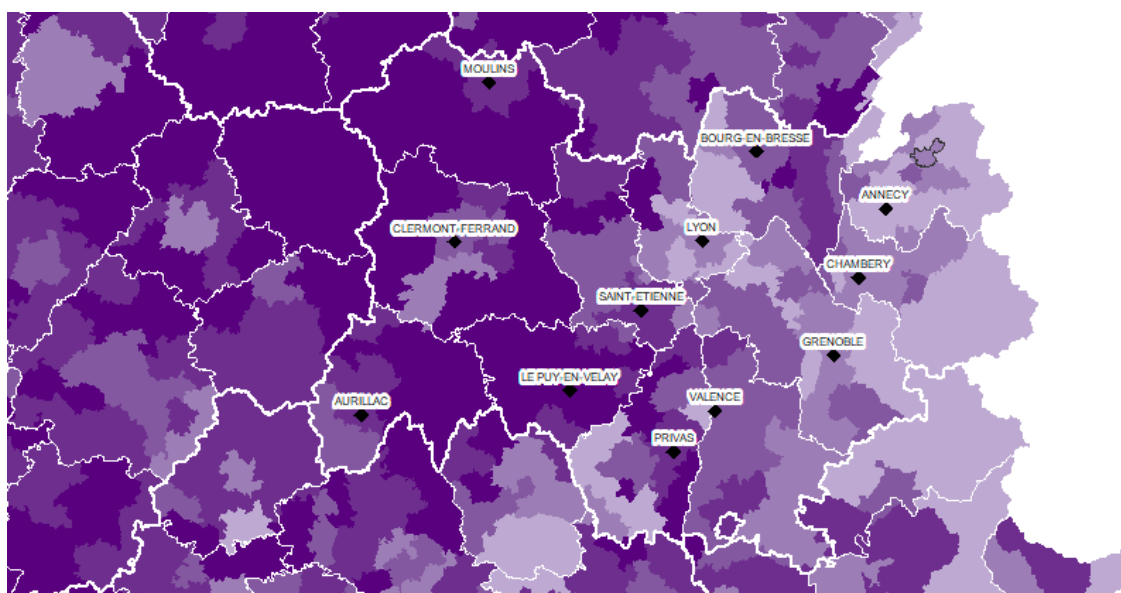 MOULINS
BOURG-EN-BRESSE
ANNECY
CLERMONT-FERRAND
LYON
CHAMBERY
SAINT-ETIENNE
GRENOBLE
LE PUY-EN-VELAY
AURILLAC
VALENCE
PRIVAS